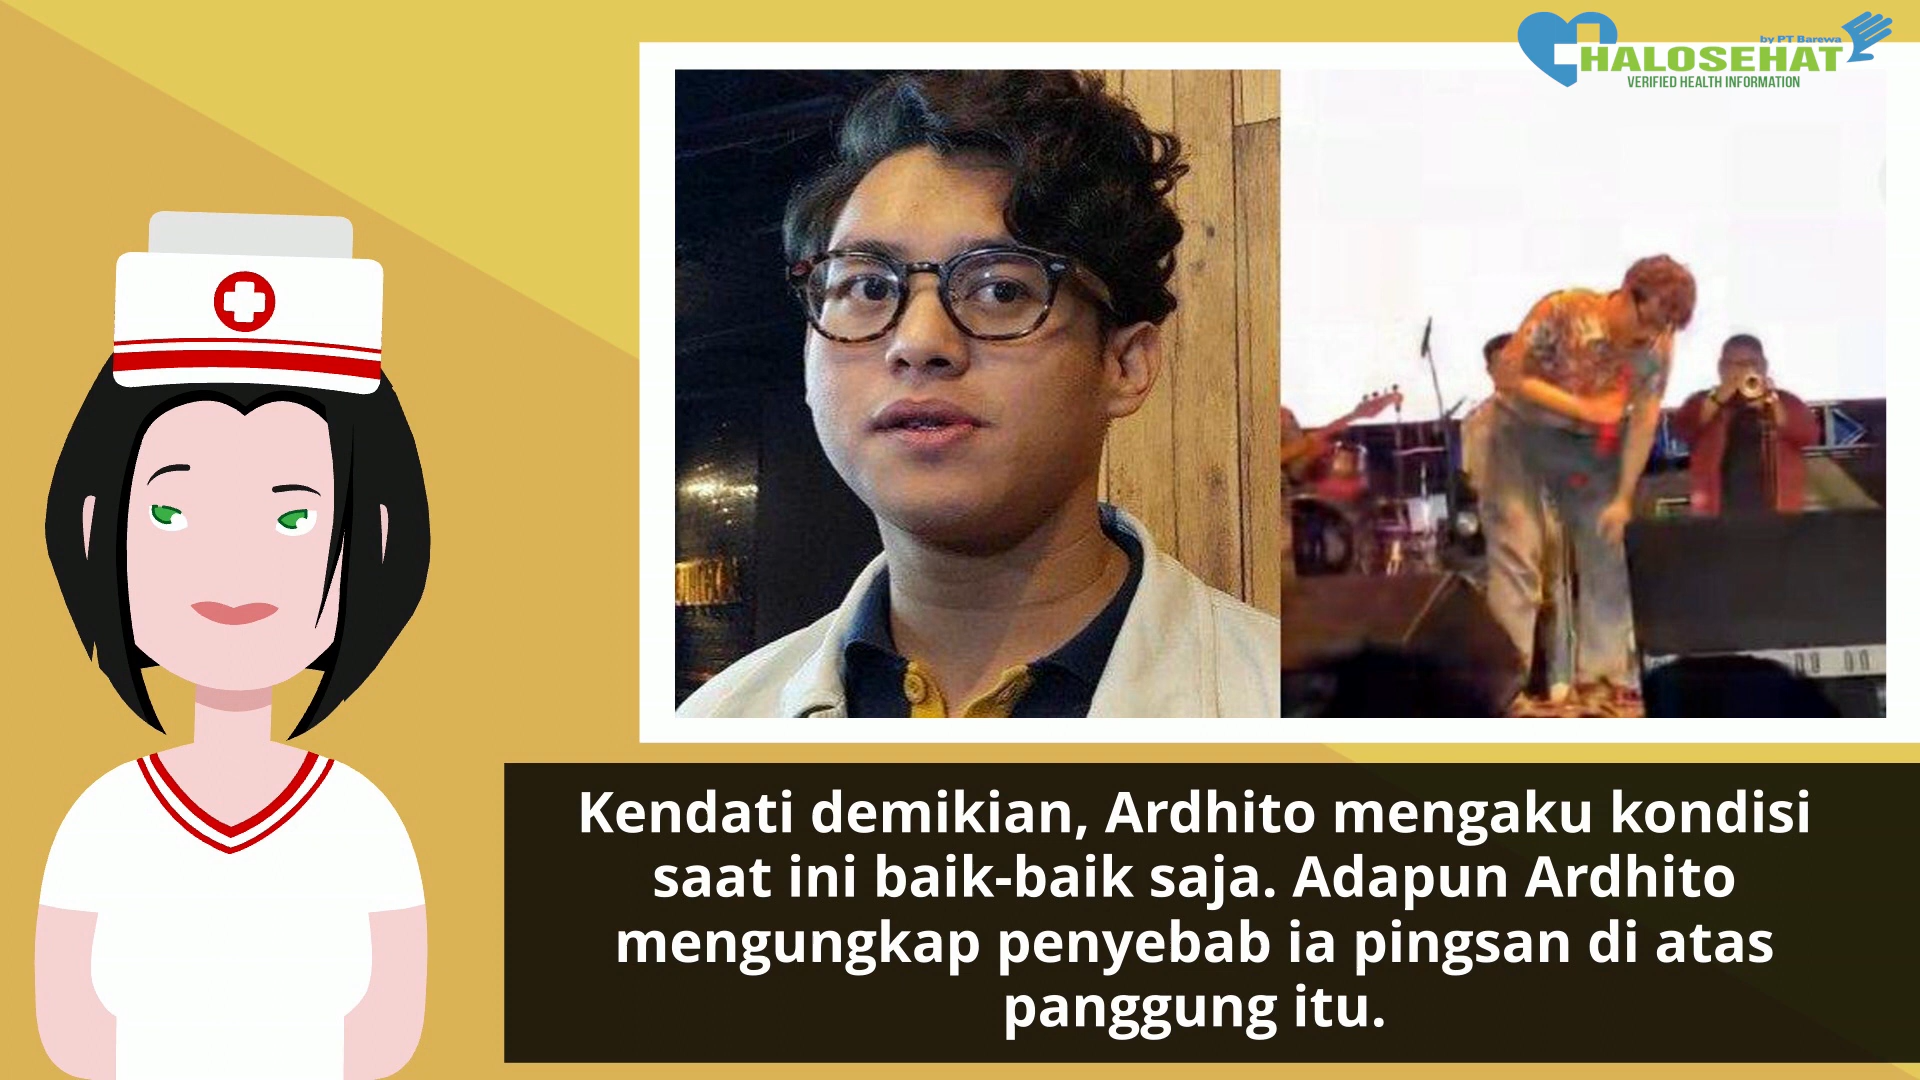 by PT Barewa
HALOSEHAT
VERIFIED HEALTH INFORMATION
Kendati demikian, Ardhito mengaku kondisi
saat ini baik-baik saja. Adapun Ardhito
mengungkap penyebab ia pingsan di atas
panggung itu.